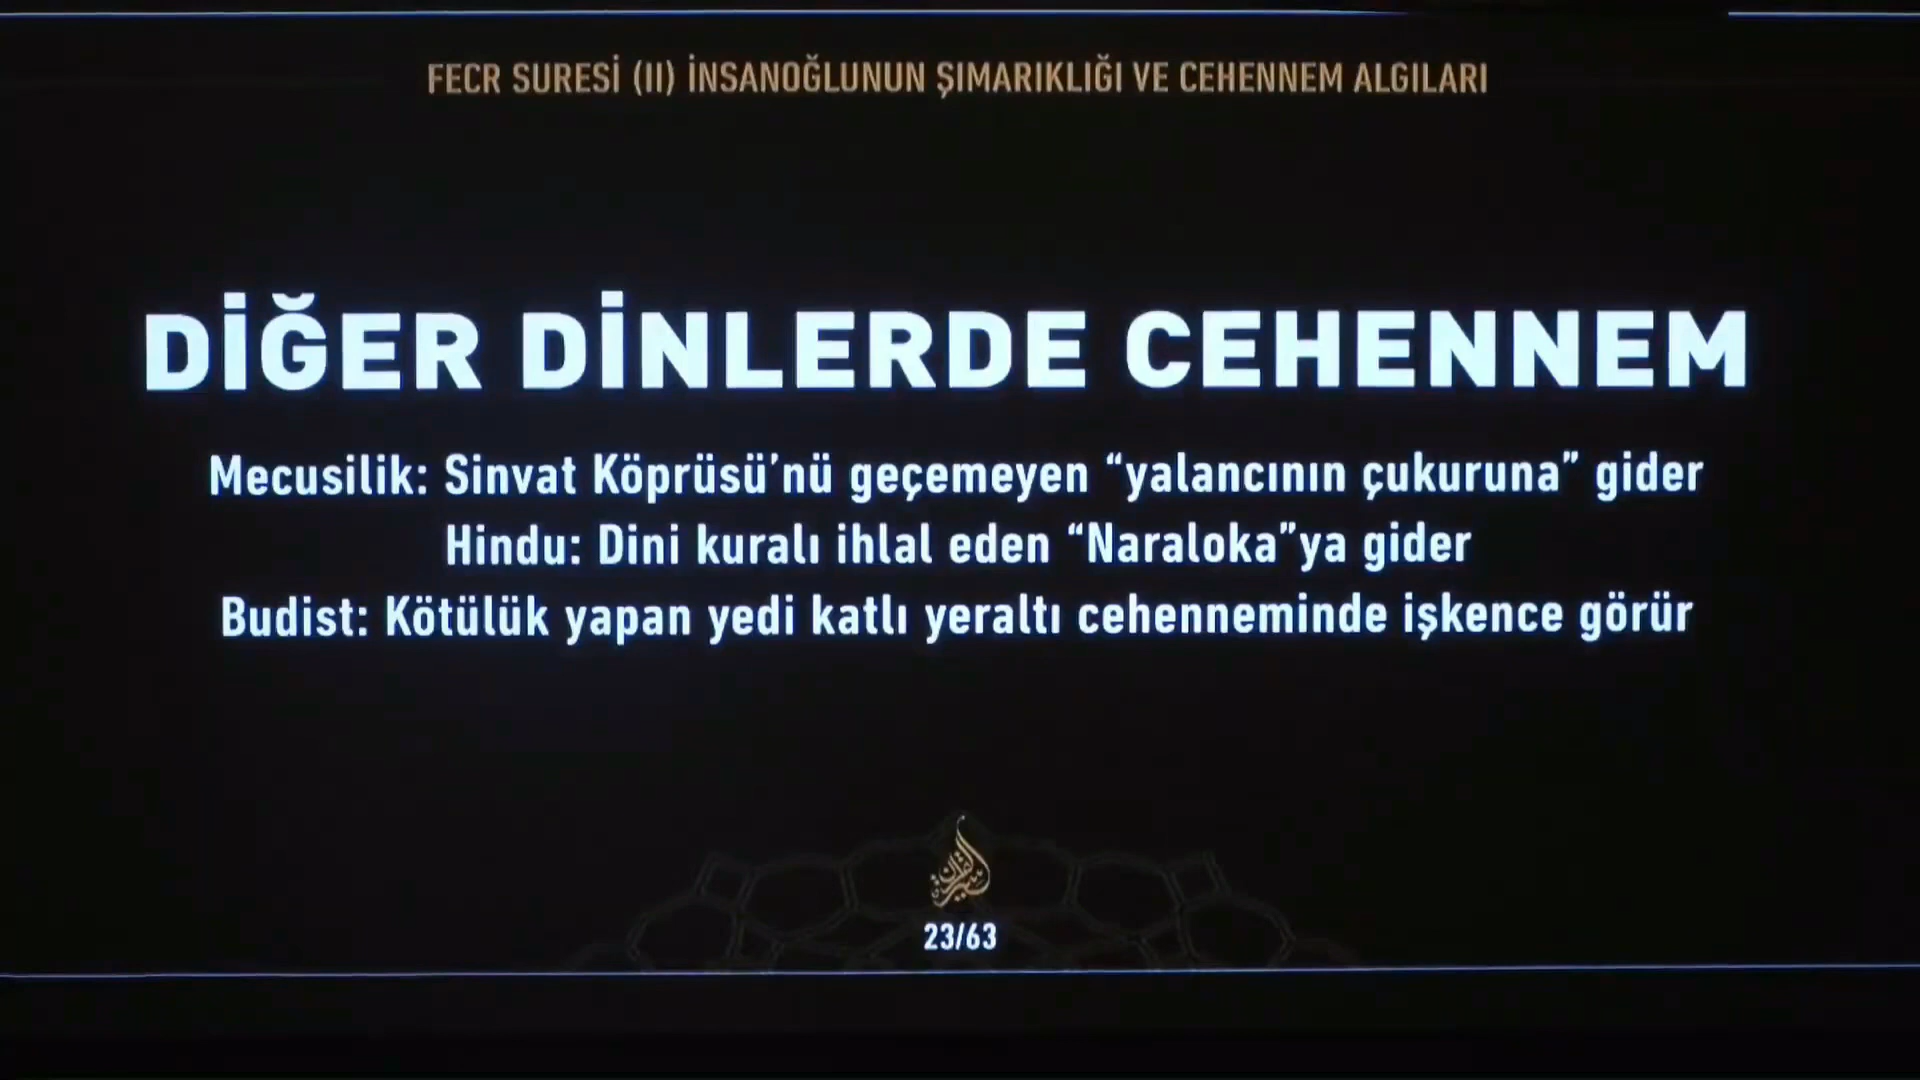 FECR SURESİ (II) İNSANOĞLUNUN ŞIMARIKLIĞI VE CEHENNEM ALGILARI
DİĞER DİNLERDE CEHENNEM
Mecusilik: Sinvat Köprüsü'nü geçemeyen “yalancının çukuruna” gider
Hindu: Dini kuralı ihlal eden “Naraloka”ya gider
Budist: Kötülük yapan yedi katlı yeraltı cehenneminde işkence görür
23/63